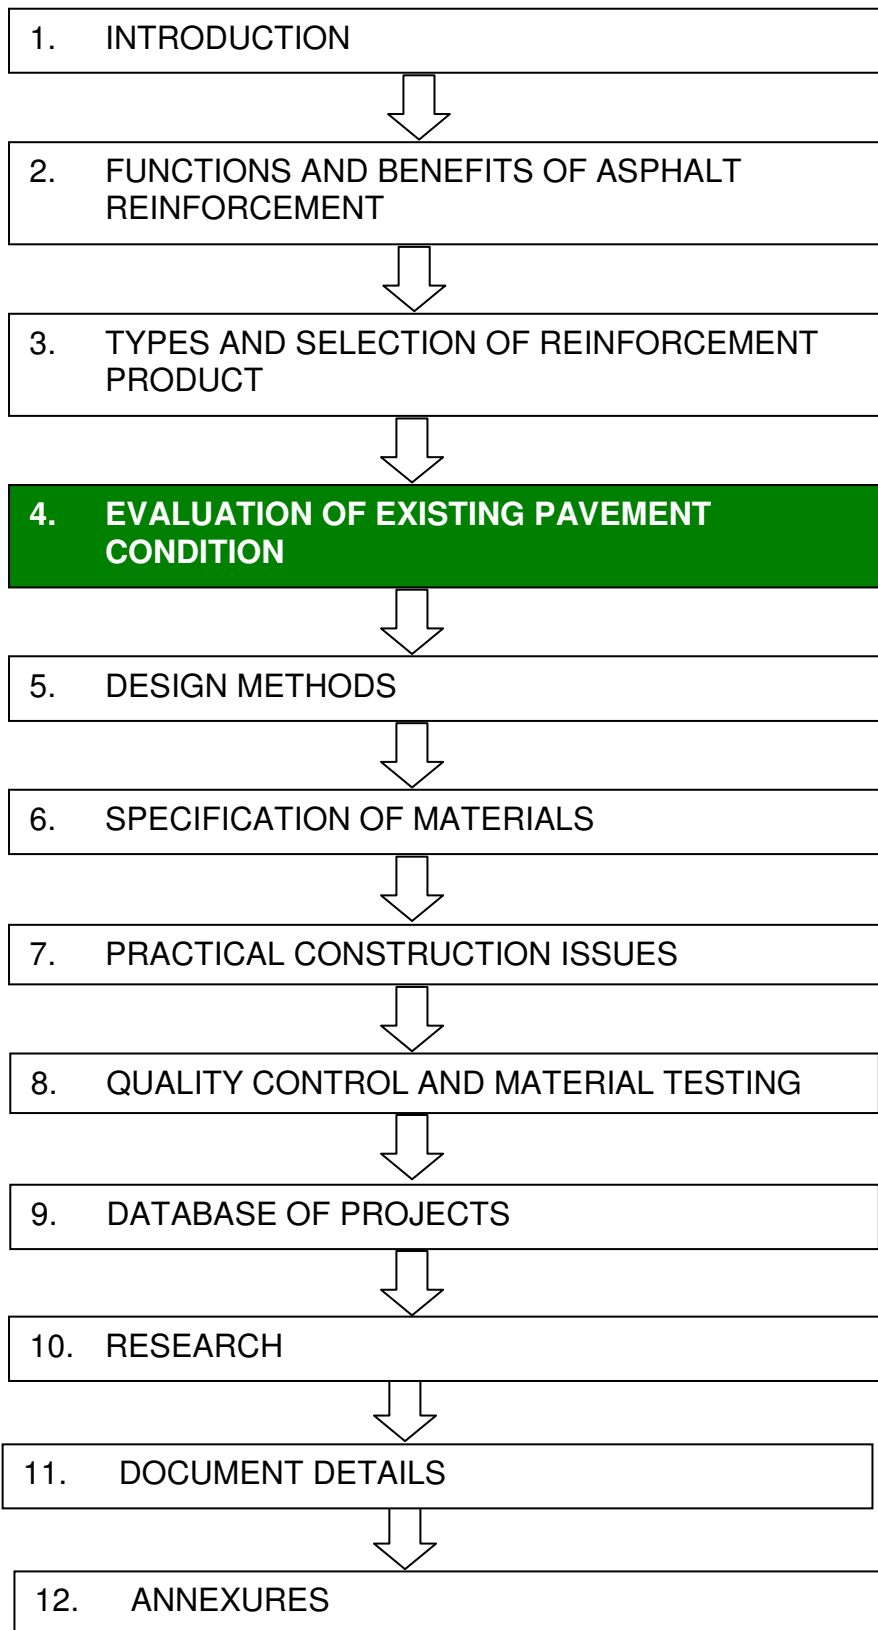 1. INTRODUCTION
2. FUNCTIONS AND BENEFITS OF ASPHALT
REINFORCEMENT
3. TYPES AND SELECTION OF REINFORCEMENT
PRODUCT
4. EVALUATION OF EXISTING PAVEMENT
CONDITION
5. DESIGN METHODS
6. SPECIFICATION OF MATERIALS
7. PRACTICAL CONSTRUCTION ISSUES
8. QUALITY CONTROL AND MATERIAL TESTING
9. DATABASE OF PROJECTS
10. RESEARCH
11. DOCUMENT DETAILS
12. ANNEXURES